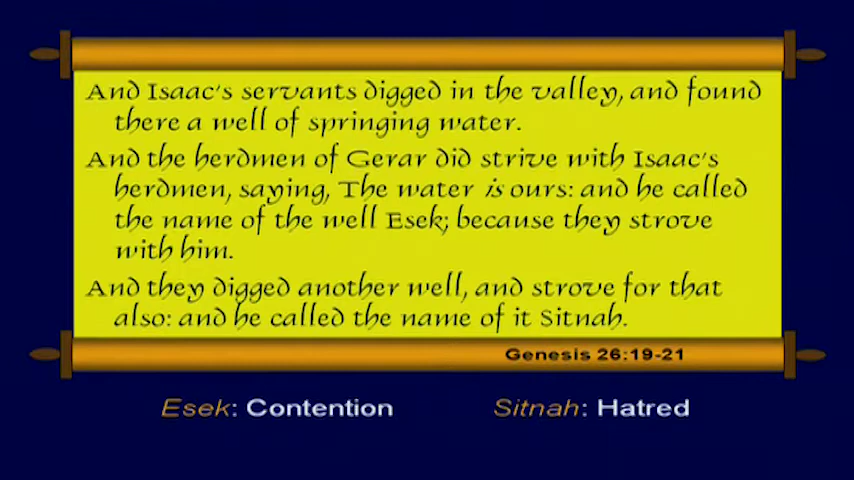 And Isaac's servants digged in the valley, and found
there a well of springing water.
And the herdmen of Gerar did strive with Isaac's
herdmen, saying, The water is ours: and he called
the name of the well Esek; because they strove
with him.
And they digged another well, and strove for that
also: and he called the name of it Sitnah.
Genesis 26:19-21
Esek: Contention Sitnah: Hatred